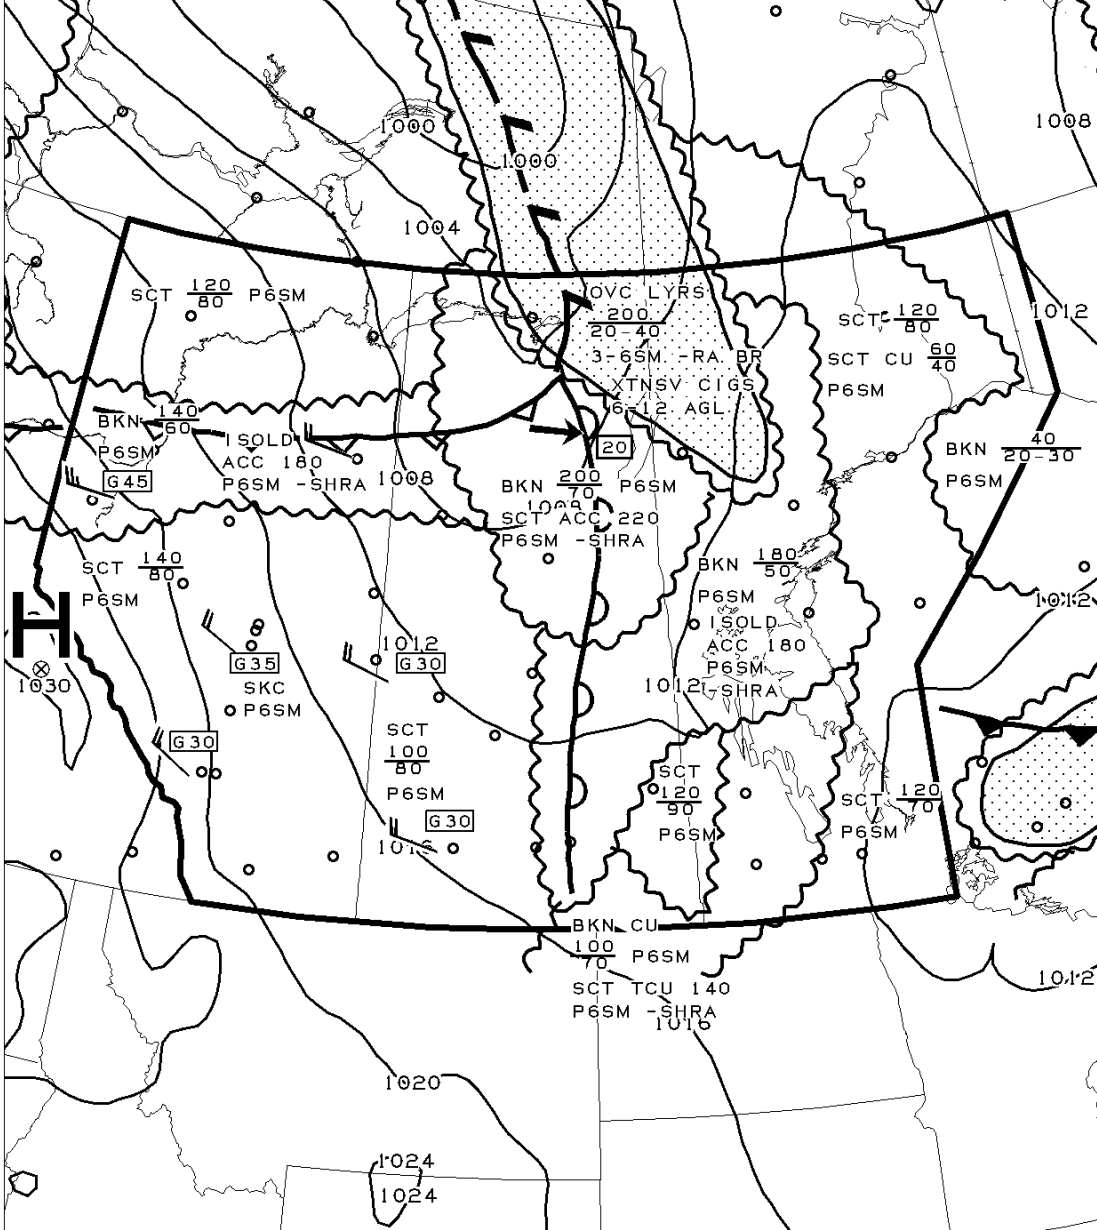 1000
1000
1008
1004
SCT 120/80 P6SM
OVC LYRS
200/20-40
3-6SM -RA BR
XTNSV CIGS
6-12 AGL
SCT 120/80
SCT CU 60/40
P6SM
1012
BKN 140/60
P6SM
G45
ISOLD
ACC 180
P6SM -SHRA
1008
20
BKN 200/70 P6SM
1008
SCT ACC 220
P6SM -SHRA
BKN 40/20-30
P6SM
SCT 140/80
P6SM
BKN 180/50
P6SM
ISOLD
ACC 180
P6SM
-SHRA
1012
H
1030
G35
SKC
P6SM
1012
G30
1012
G30
SCT
100/80
P6SM
G30
1016
SCT
120/90
P6SM
SCT 120/70
P6SM
BKN CU
100/70 P6SM
SCT TCU 140
P6SM -SHRA
1016
1012
1020
1024
1024